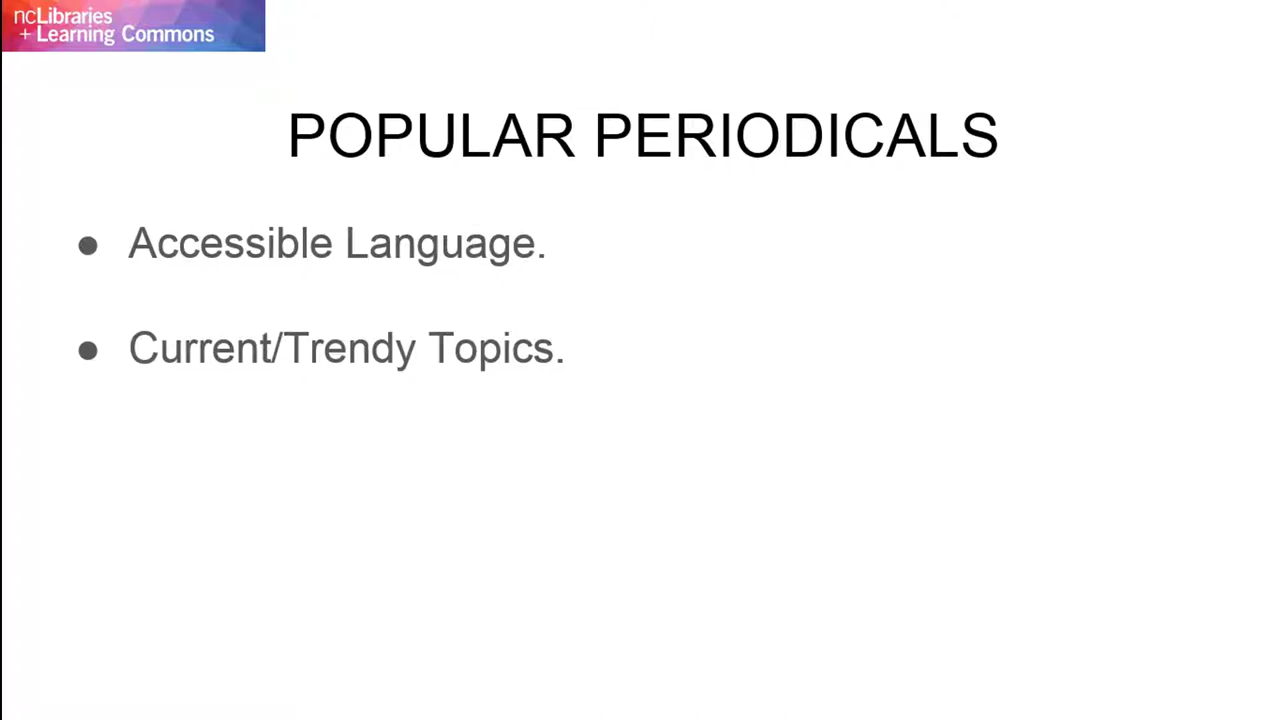 ncLibraries
+ Learning Commons
POPULAR PERIODICALS
● Accessible Language.
● Current/Trendy Topics.